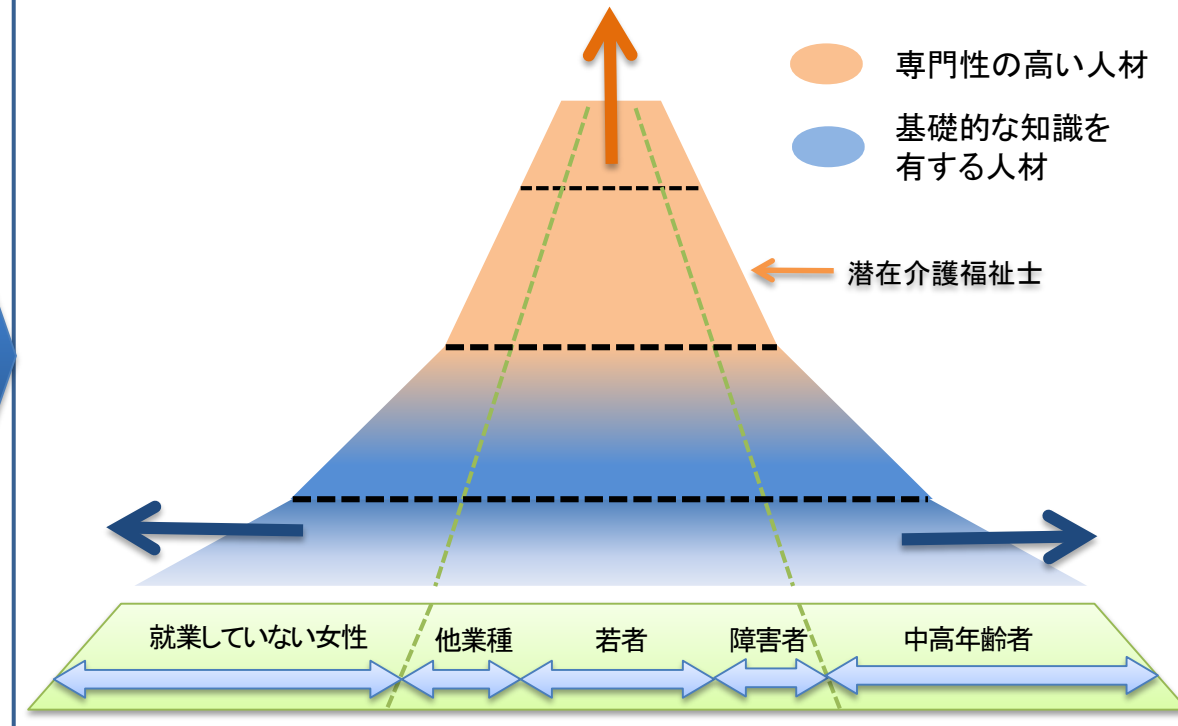 専門性の高い人材
基礎的な知識を
有する人材
潜在介護福祉士
就業していない女性
他業種
若者
障害者
中高年齢者